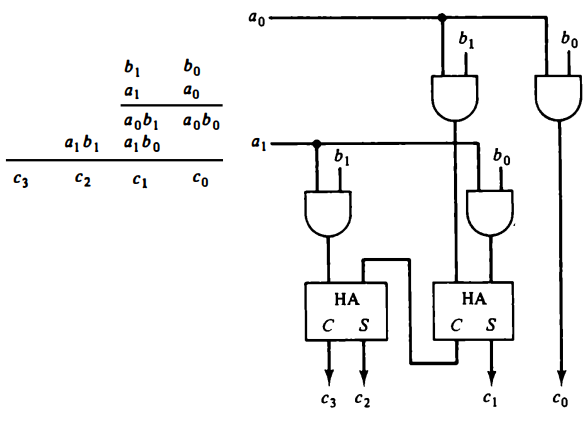 b₁ b₀
a₁ a₀
a₀b₁ a₀b₀
a₁b₁ a₁b₀
c₃ c₂ c₁ c₀
a₀
b₁ b₀
a₁
b₁ b₀
HA HA
C S C S
c₃ c₂ c₁ c₀